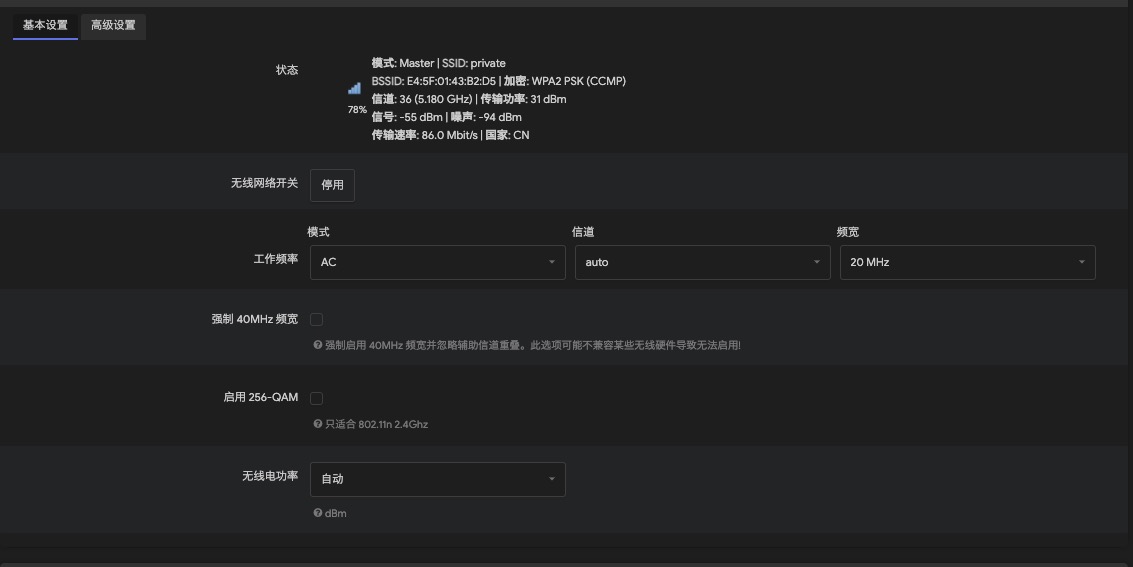 基本设置 高级设置
状态
78%
模式: Master | SSID: private
BSSID: E4:5F:01:43:B2:D5 | 加密: WPA2 PSK (CCMP)
信道: 36 (5.180 GHz) | 传输功率: 31 dBm
信号: -55 dBm | 噪声: -94 dBm
传输速率: 86.0 Mbit/s | 国家: CN
无线网络开关 停用
模式 信道 频宽
工作频率 AC auto 20 MHz
强制 40MHz 频宽
强制启用 40MHz 频宽并忽略辅助信道重叠。此选项可能不兼容某些无线硬件导致无法启用!
启用 256-QAM
只适合 802.11n 2.4Ghz
无线电功率 自动
dBm